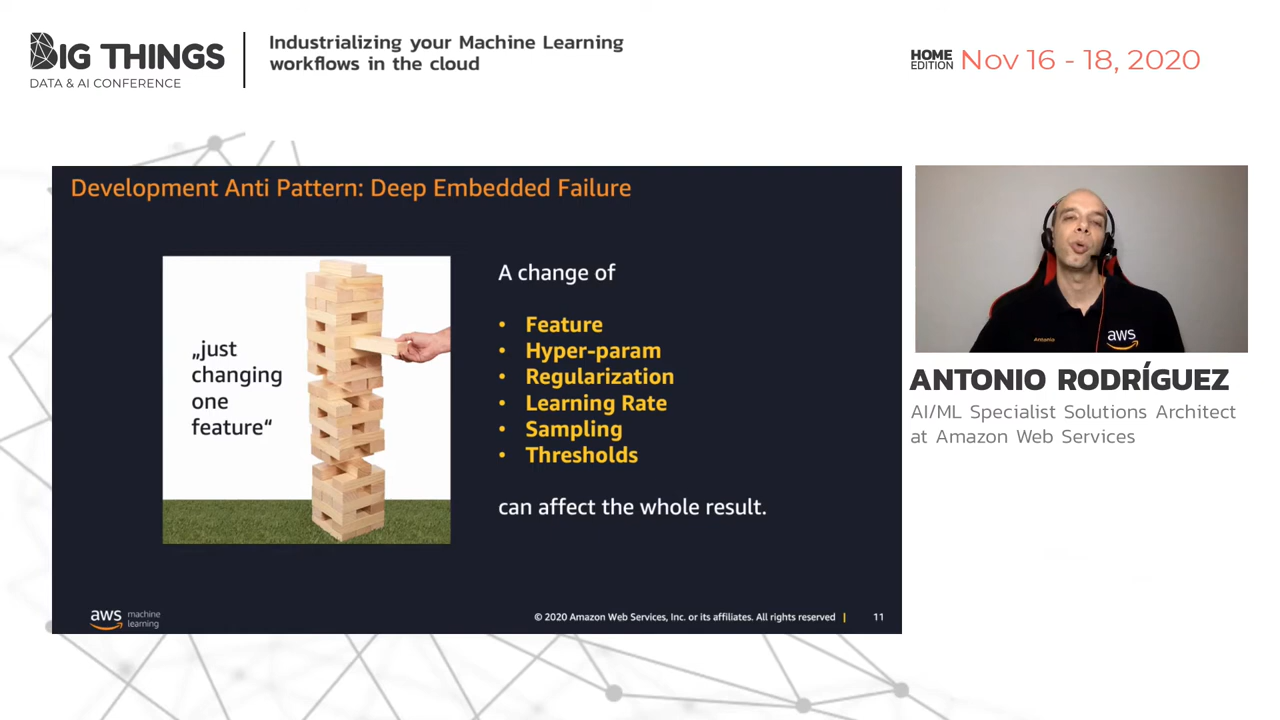 BIG THINGS
DATA & AI CONFERENCE
Industrializing your Machine Learning
workflows in the cloud
HOME
EDITION
Nov 16 - 18, 2020
Development Anti Pattern: Deep Embedded Failure
„just
changing
one
feature“
A change of
• Feature
• Hyper-param
• Regularization
• Learning Rate
• Sampling
• Thresholds
can affect the whole result.
aws
machine
learning
© 2020 Amazon Web Services, Inc. or its affiliates. All rights reserved |
11
Antonio
aws
ANTONIO RODRÍGUEZ
AI/ML Specialist Solutions Architect
at Amazon Web Services